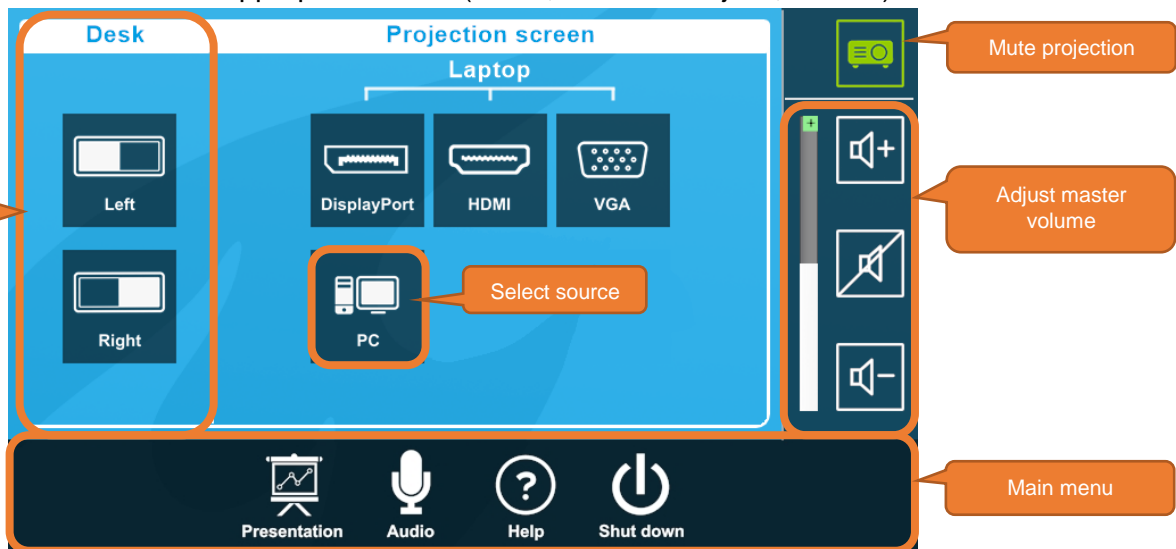 Desk
Projection screen
Mute projection
Laptop
Left
DisplayPort
HDMI
VGA
Adjust master
volume
Select source
Right
PC
Main menu
Presentation
Audio
Help
Shut down